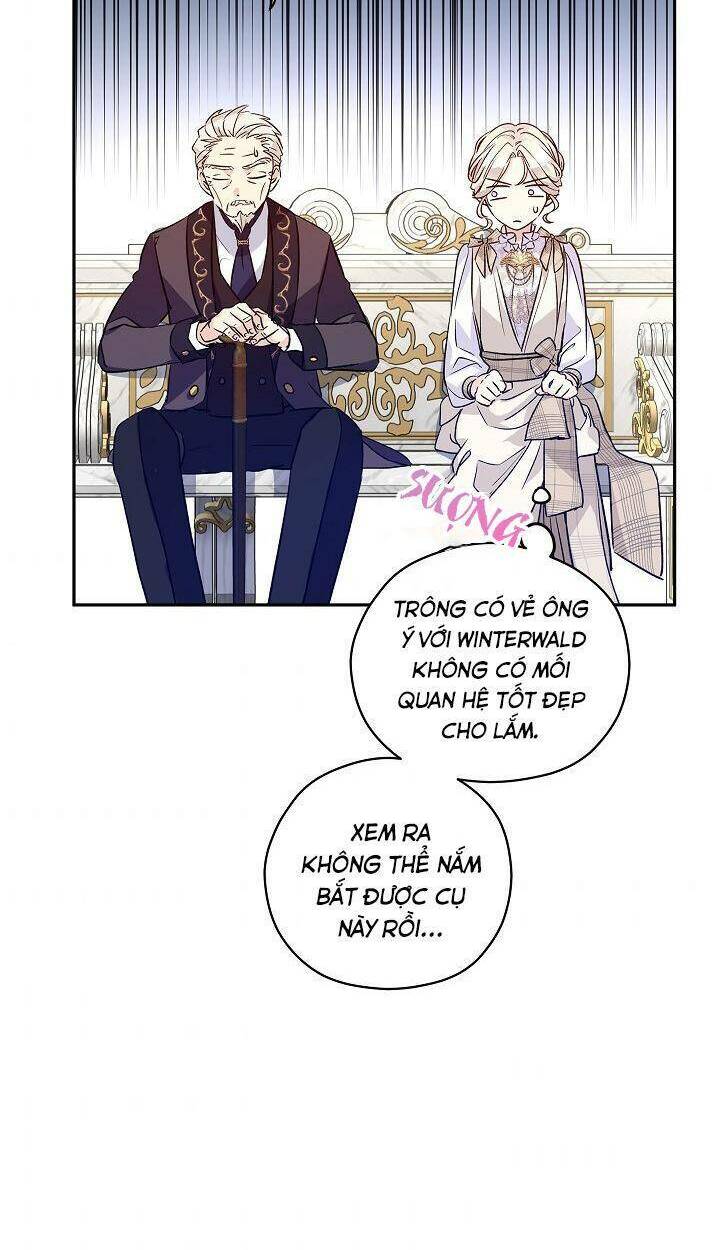 SƯỢNG
TRÔNG CÓ VẺ ÔNG
Ý VỚI WINTERWALD
KHÔNG CÓ MỐI
QUAN HỆ TỐT ĐẸP
CHO LẮM.
XEM RA
KHÔNG THỂ NẮM
BẮT ĐƯỢC CỤ
NÀY RỒI...